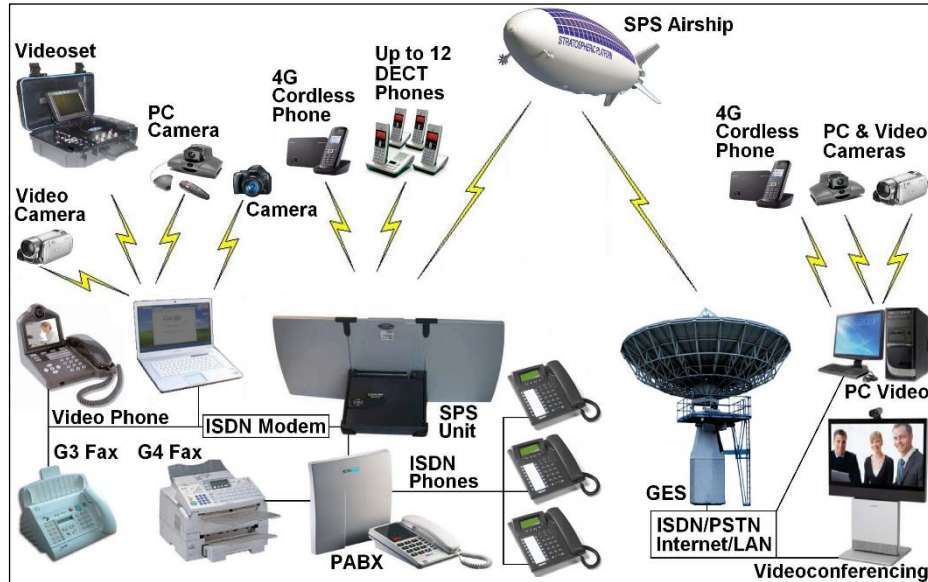 SPS Airship
Videoset
Up to 12
DECT
Phones
4G
Cordless
Phone
PC
Camera
STRATOSPHERIC PLATFORM
4G
Cordless
Phone
PC & Video
Cameras
Video
Camera
Camera
Google
Video Phone
ISDN Modem
SPS
Unit
PC Video
G3 Fax
G4 Fax
ISDN
Phones
GES
ISDN/PSTN
Internet/LAN
PABX
Videoconferencing